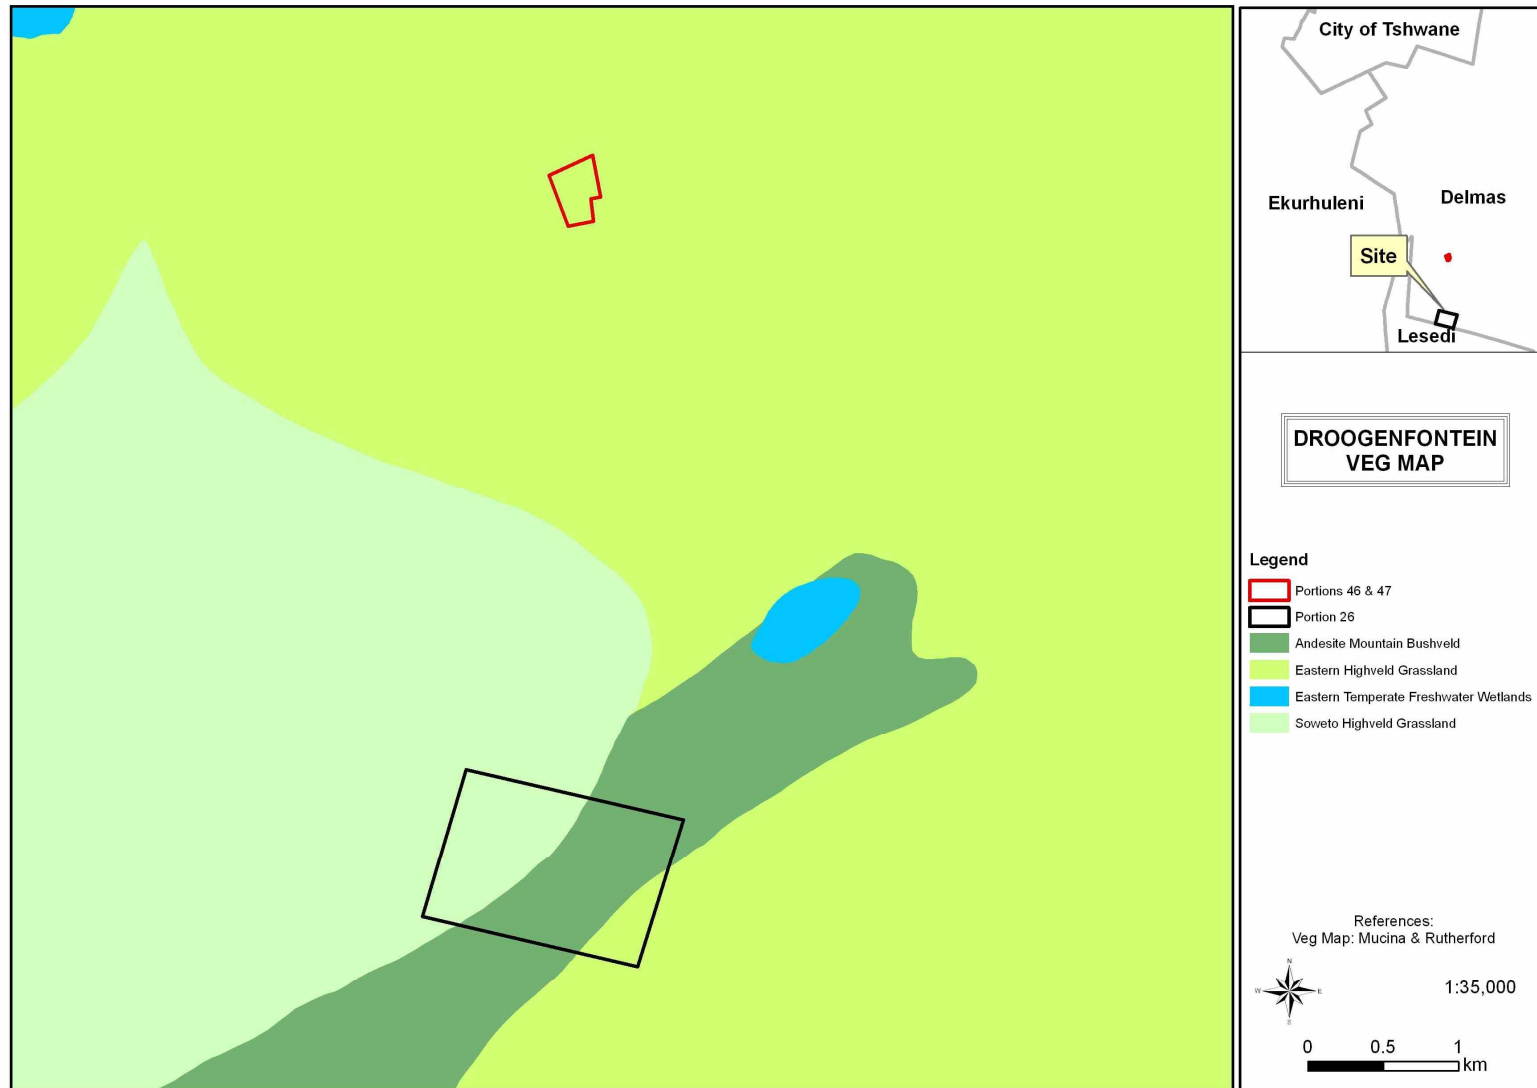 City of Tshwane
Ekurhuleni
Delmas
Site
Lesedi
DROOGENFONTEIN
VEG MAP
Legend
Portions 46 & 47
Portion 26
Andesite Mountain Bushveld
Eastern Highveld Grassland
Eastern Temperate Freshwater Wetlands
Soweto Highveld Grassland
References:
Veg Map: Mucina & Rutherford
N
W
E
S
1:35,000
0 0.5 1
km